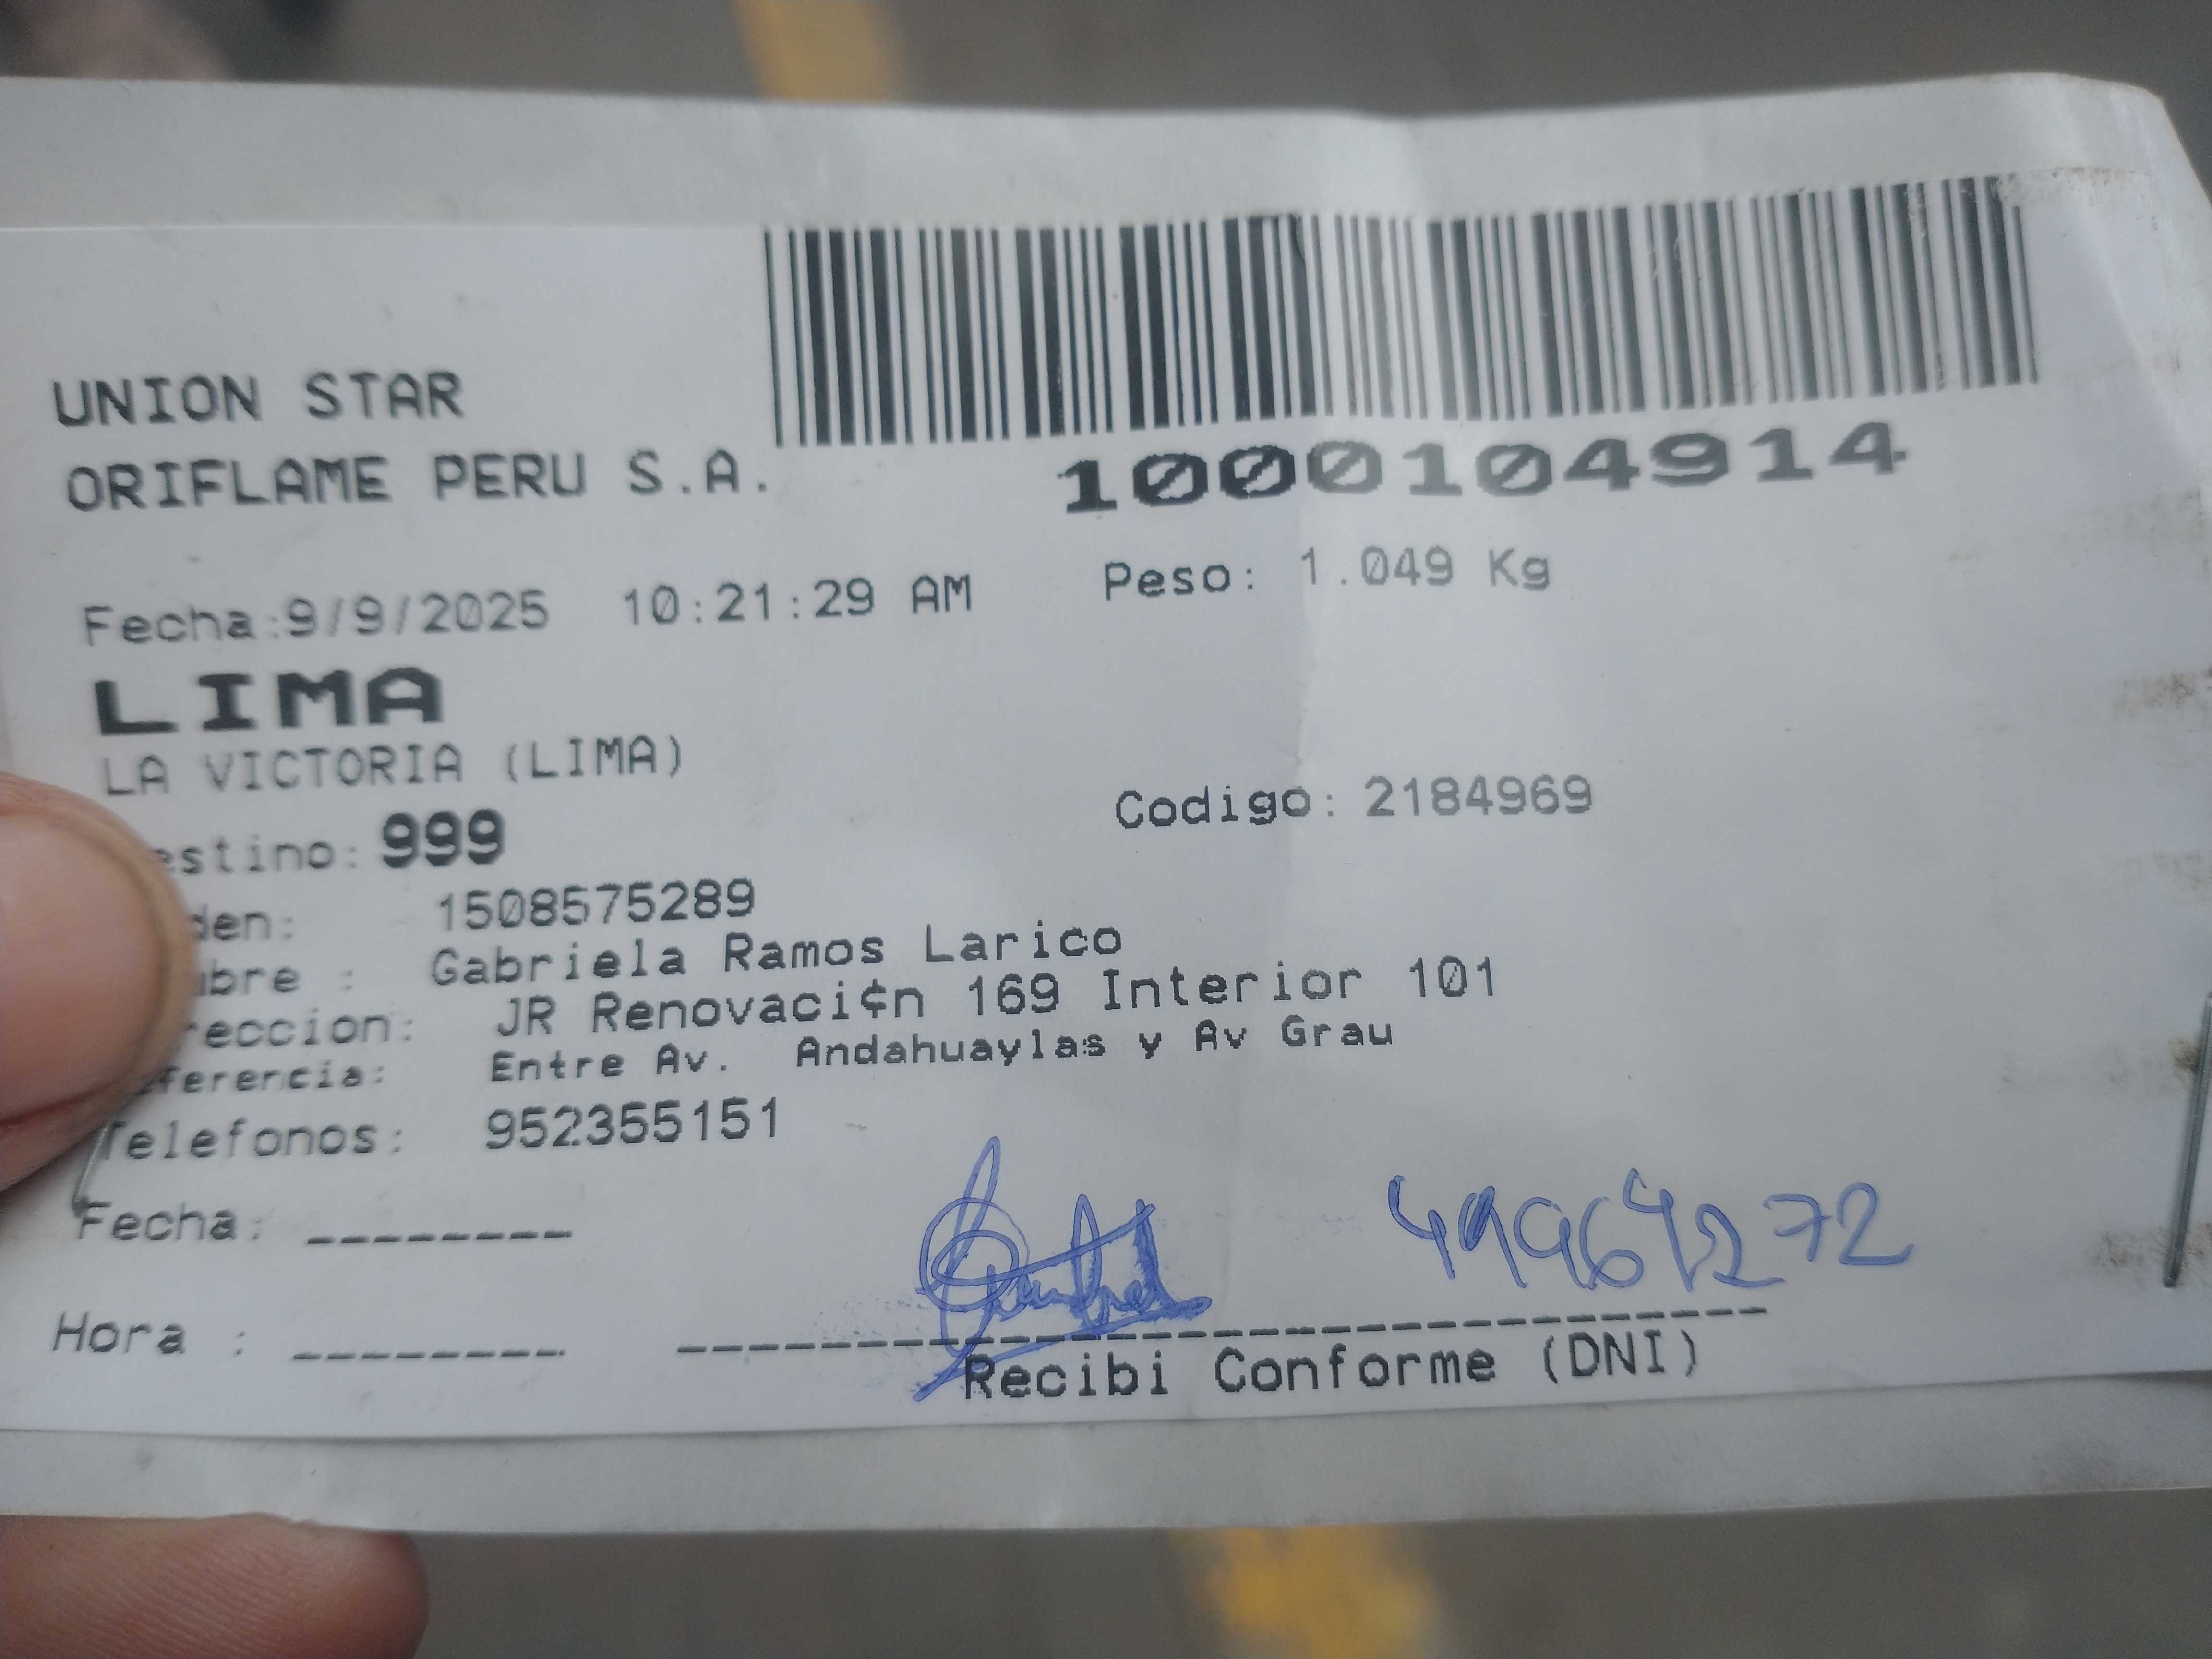 UNION STAR
ORIFLAME PERU S.A.
1000104914
Fecha:9/9/2025 10:21:29 AM
Peso: 1.049 Kg
LIMA
LA VICTORIA (LIMA)
Codigo: 2184969
estino: 999
den: 1508575289
bre : Gabriela Ramos Larico
reccion: JR Renovaci¢n 169 Interior 101
ferencia: Entre Av. Andahuaylas y Av Grau
Telefonos: 952355151
Fecha: ________
Hora : ________
Recibi Conforme (DNI)